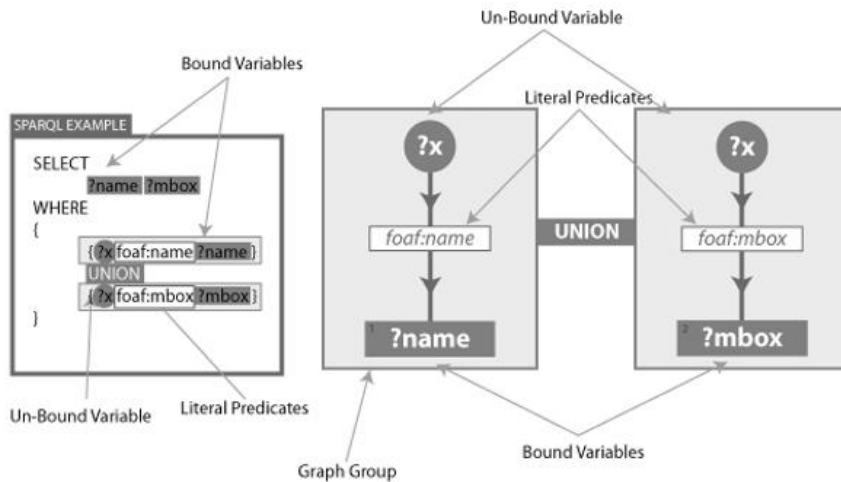 Un-Bound Variable
Bound Variables
Literal Predicates
SPARQL EXAMPLE
SELECT
?name ?mbox
WHERE
{
{ ?x foaf:name ?name }
UNION
{ ?x foaf:mbox ?mbox }
}
Un-Bound Variable
Literal Predicates
?x
foaf:name
1 ?name
UNION
?x
foaf:mbox
2 ?mbox
Graph Group
Bound Variables